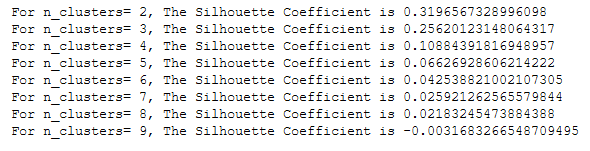 For n_clusters= 2, The Silhouette Coefficient is 0.3196567328996098
For n_clusters= 3, The Silhouette Coefficient is 0.25620123148064317
For n_clusters= 4, The Silhouette Coefficient is 0.10884391816948957
For n_clusters= 5, The Silhouette Coefficient is 0.06626928606214222
For n_clusters= 6, The Silhouette Coefficient is 0.042538821002107305
For n_clusters= 7, The Silhouette Coefficient is 0.025921262565579844
For n_clusters= 8, The Silhouette Coefficient is 0.02183245473884388
For n_clusters= 9, The Silhouette Coefficient is -0.0031683266548709495